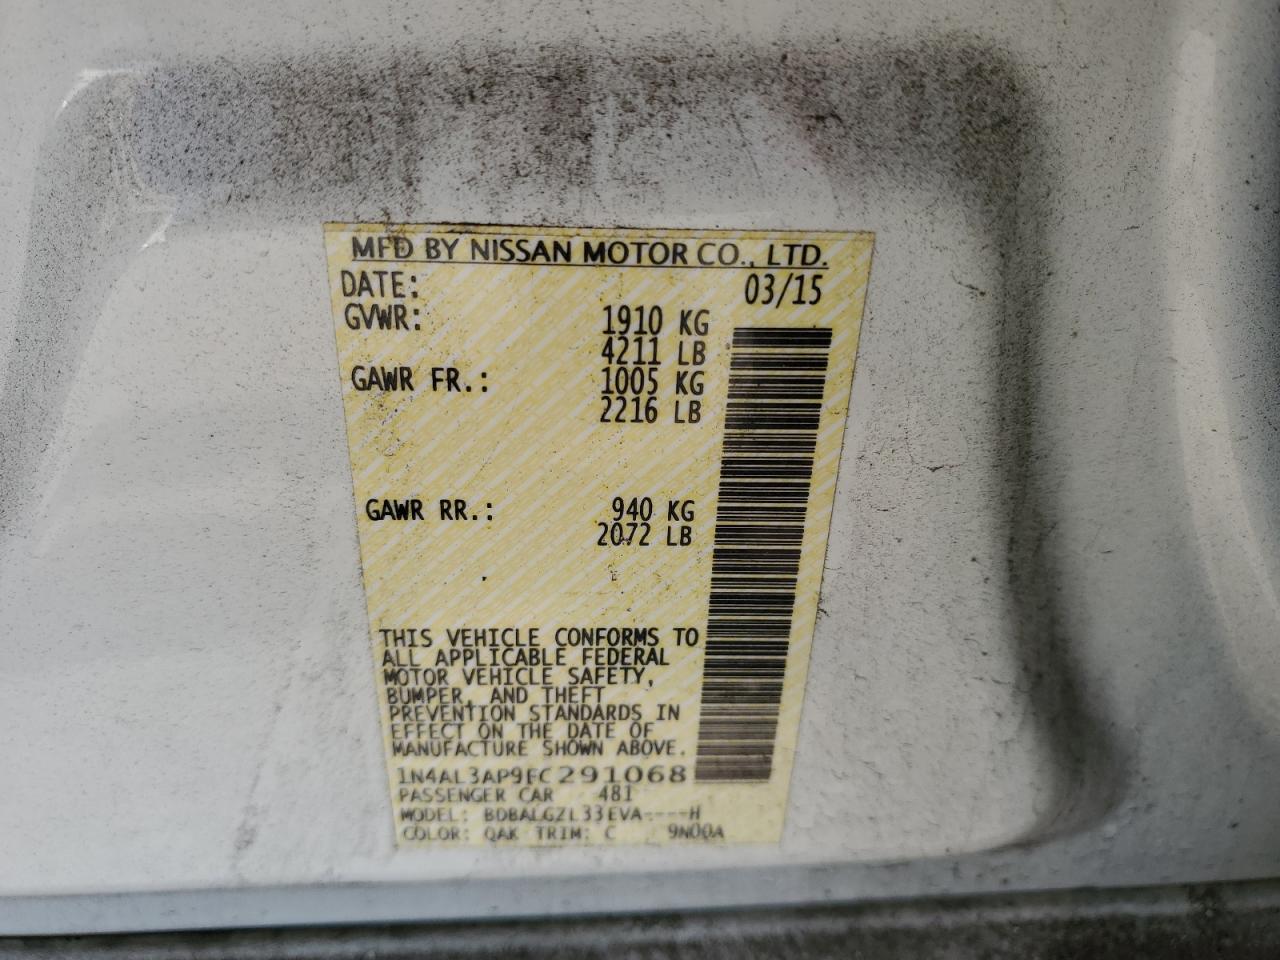 MFD BY NISSAN MOTOR CO., LTD.
DATE: 03/15
GVWR: 1910 KG
4211 LB
GAWR FR.: 1005 KG
2216 LB
GAWR RR.: 940 KG
2072 LB
THIS VEHICLE CONFORMS TO
ALL APPLICABLE FEDERAL
MOTOR VEHICLE SAFETY,
BUMPER, AND THEFT
PREVENTION STANDARDS IN
EFFECT ON THE DATE OF
MANUFACTURE SHOWN ABOVE.
1N4AL3AP9FC291068
PASSENGER CAR 481
MODEL: BDBALGZL33EVA----H
COLOR: QAK TRIM: C 9N00A